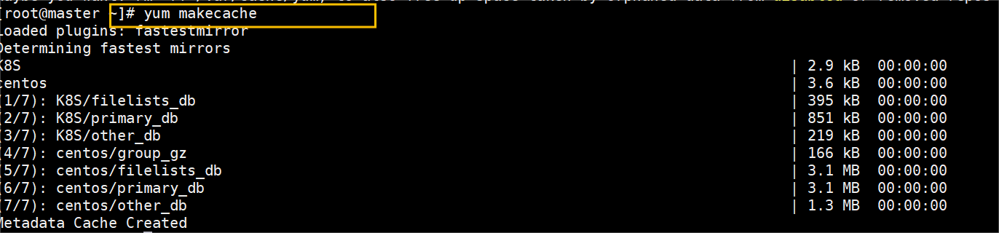 [root@master ~]# yum makecache
Loaded plugins: fastestmirror
Determining fastest mirrors
K8S | 2.9 kB 00:00:00
centos | 3.6 kB 00:00:00
(1/7): K8S/filelists_db | 395 kB 00:00:00
(2/7): K8S/primary_db | 851 kB 00:00:00
(3/7): K8S/other_db | 219 kB 00:00:00
(4/7): centos/group_gz | 166 kB 00:00:00
(5/7): centos/filelists_db | 3.1 MB 00:00:00
(6/7): centos/primary_db | 3.1 MB 00:00:00
(7/7): centos/other_db | 1.3 MB 00:00:00
Metadata Cache Created